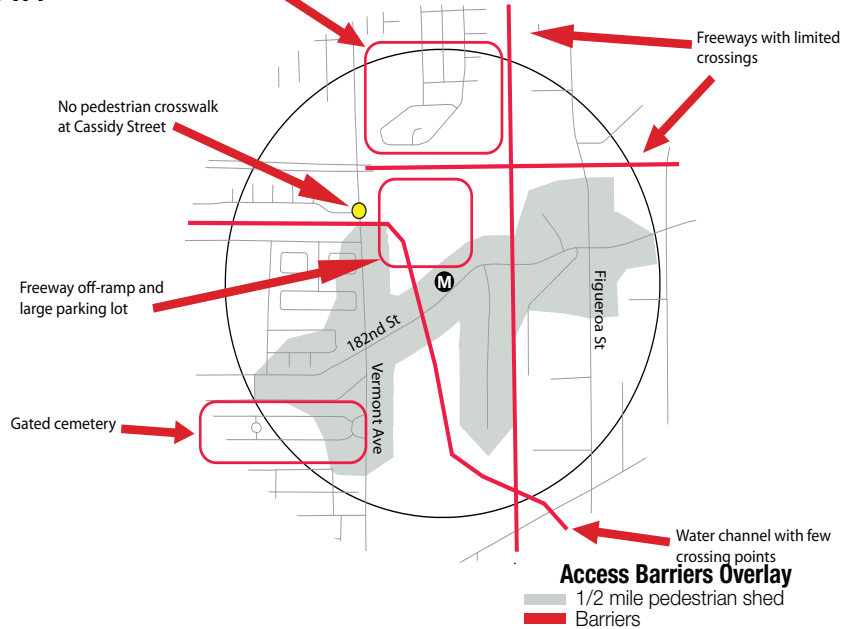 Freeways with limited
crossings
No pedestrian crosswalk
at Cassidy Street
M
Freeway off-ramp and
large parking lot
182nd St
Figueroa St
Vermont Ave
Gated cemetery
Water channel with few
crossing points
Access Barriers Overlay
1/2 mile pedestrian shed
Barriers